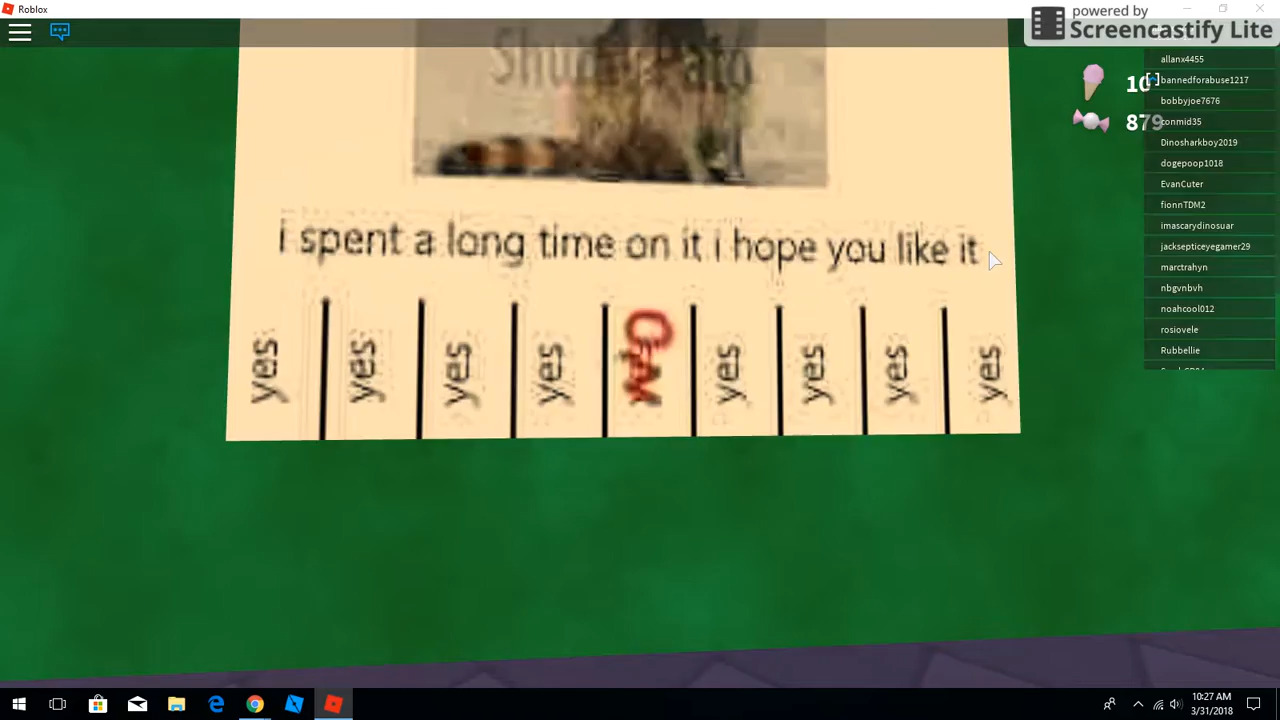 Roblox
powered by
Screencastify Lite
allanx4455
10
bannedforabuse1217
bobbyjoe7676
879
conmid35
Dinosharkboy2019
dogepoop1018
EvanCuter
fionnTDM2
imascarydinosuar
jacksepticeyegamer29
marctrahyn
nbgvnbvh
noahcool012
rosiovele
Rubbellie
i spent a long time on it i hope you like it
yes
yes
yes
yes
yes
yes
yes
yes
10:27 AM
3/31/2018